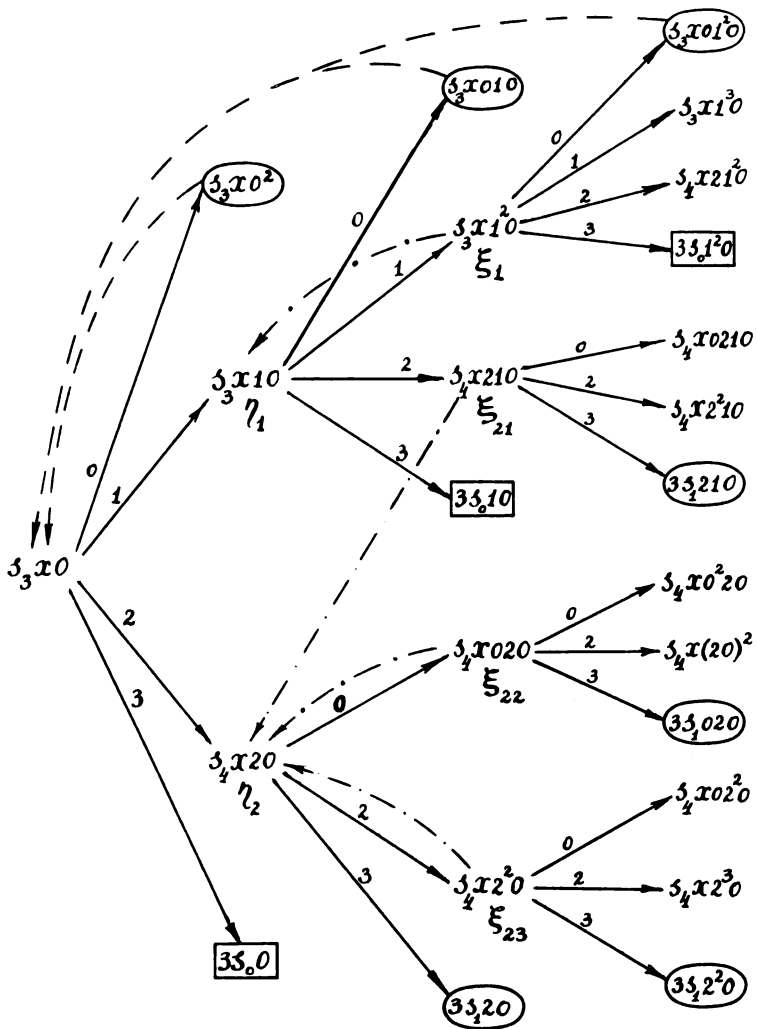 s₃x01²0
s₃x010
s₃x1³0
0
1
s₃x0²
s₄x21²0
2
s₃x1²0
3
3s₀1²0
ξ₁
0
1
s₄x0210
0
s₃x10
2
s₄x210
2
s₄x2²10
η₁
ξ₂₁
3
3
3s₁210
0
3s₀10
1
s₃x0
s₄x0²20
0
2
s₄x020
2
s₄x(20)²
ξ₂₂
3
3
0
3s₁020
s₄x20
s₄x02²0
η₂
2
0
3
s₄x2²0
2
s₄x2³0
ξ₂₃
3
3s₀0
3s₁20
3s₁2²0